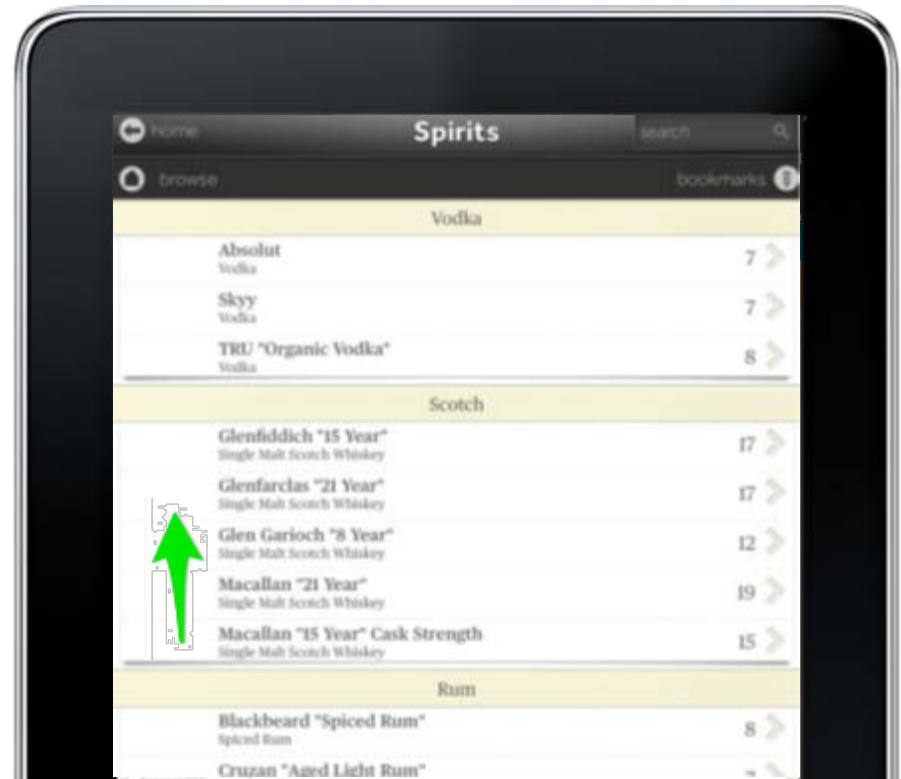 home
Spirits
search
browse
bookmarks
Vodka
Absolut
Vodka
7
Skyy
Vodka
7
TRU "Organic Vodka"
Vodka
8
Scotch
Glenfiddich "15 Year"
Single Malt Scotch Whiskey
17
Glenfarclas "21 Year"
Single Malt Scotch Whiskey
17
Glen Garioch "8 Year"
Single Malt Scotch Whiskey
12
Macallan "21 Year"
Single Malt Scotch Whiskey
19
Macallan "15 Year" Cask Strength
Single Malt Scotch Whiskey
15
Rum
Blackbeard "Spiced Rum"
Spiced Rum
8
Cruzan "Aged Light Rum"